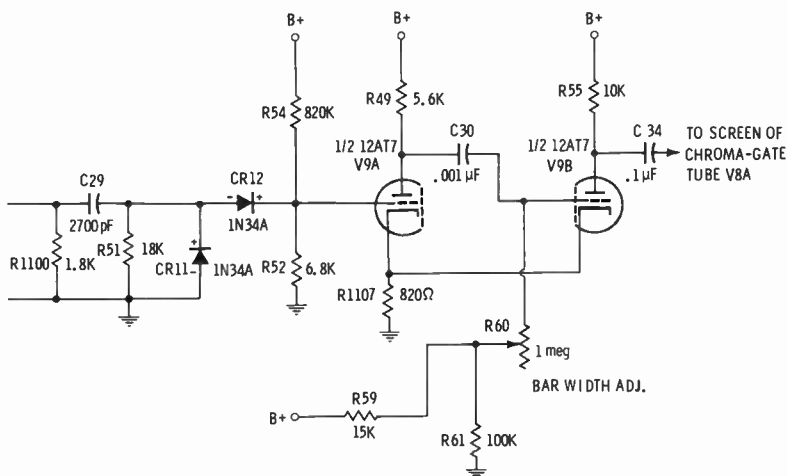 B+
B+
R54
820K
R49
5.6K
R55
10K
1/2 12AT7
V9A
C30
.001μF
1/2 12AT7
V9B
C 34
.1μF
TO SCREEN OF
CHROMA-GATE
TUBE V8A
C29
2700pF
CR12
- +
1N34A
R1100
1.8K
R51
18K
+
CR11-
1N34A
R52
6.8K
R1107
820Ω
R60
1 meg
BAR WIDTH ADJ.
B+
R59
15K
R61
100K
B+